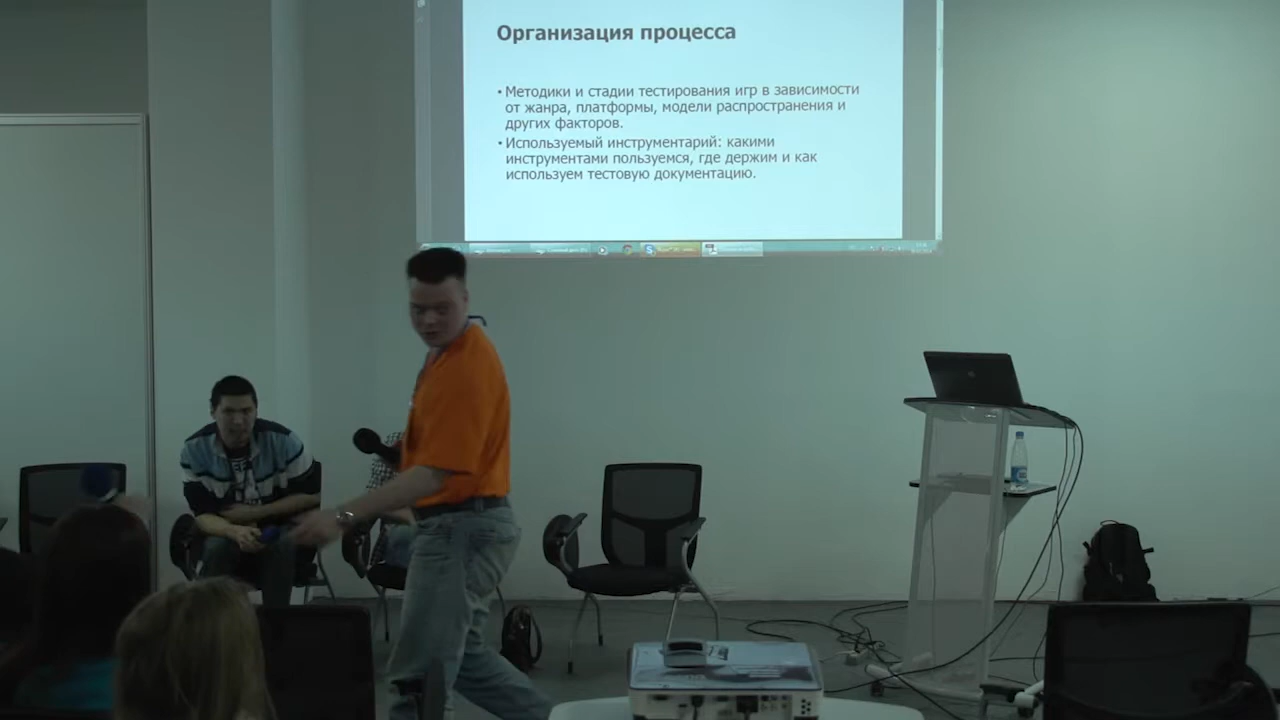 Организация процесса
• Методики и стадии тестирования игр в зависимости
от жанра, платформы, модели распространения и
других факторов.
• Используемый инструментарий: какими
инструментами пользуемся, где держим и как
используем тестовую документацию.